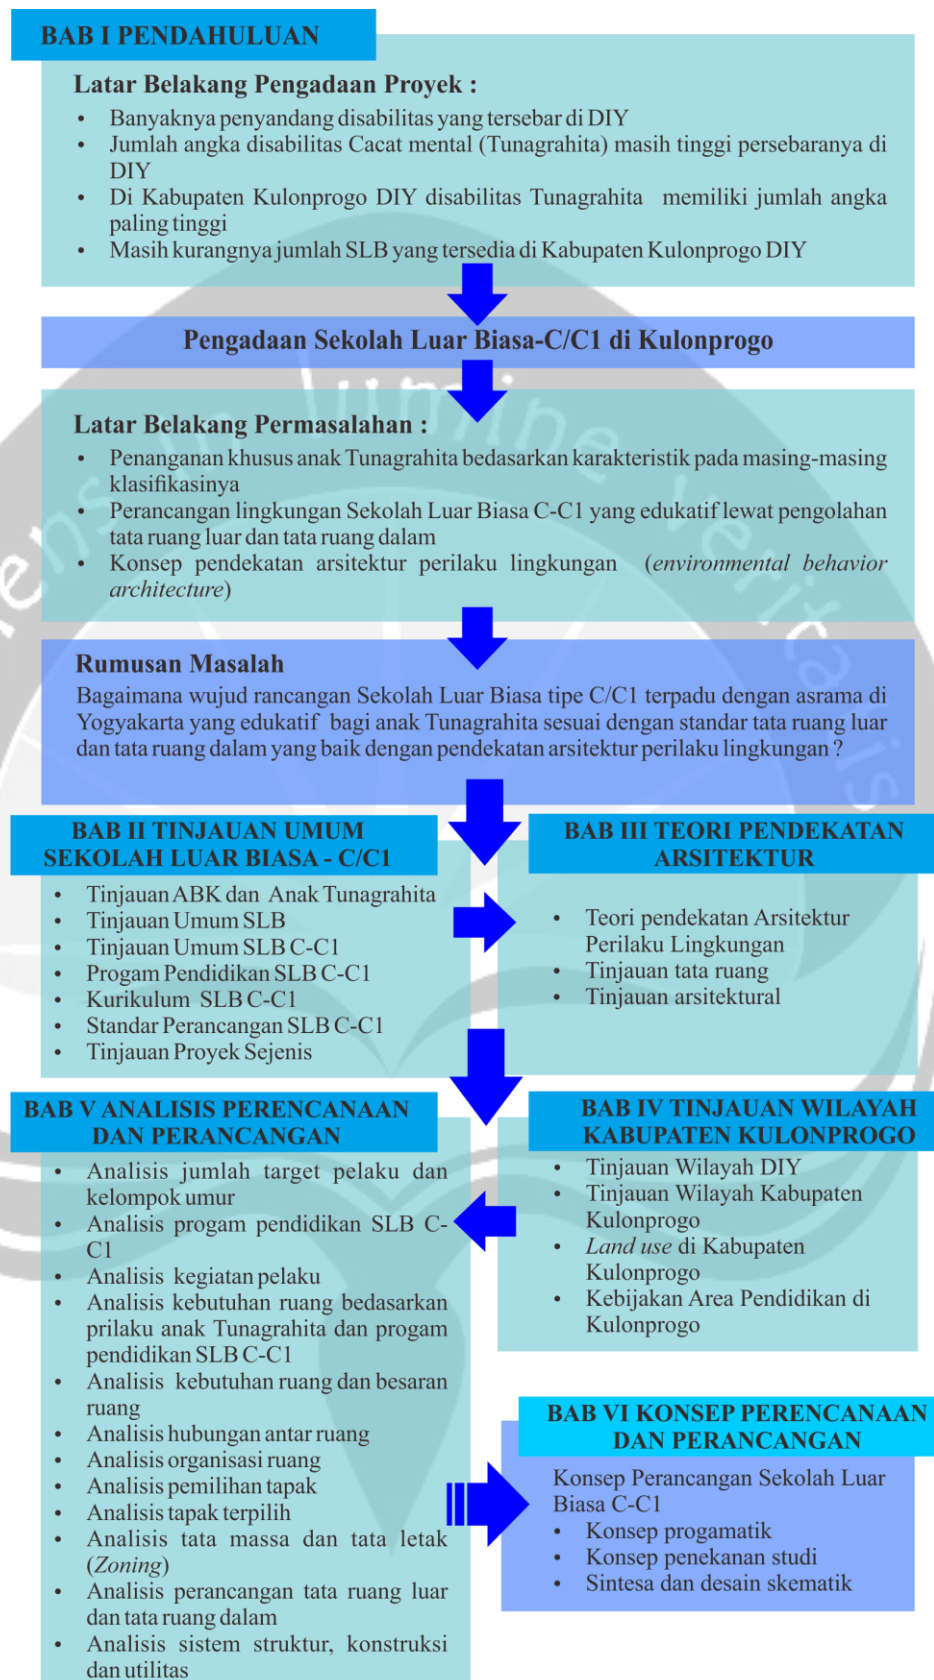 BAB I PENDAHULUAN
Latar Belakang Pengadaan Proyek :
• Banyaknya penyandang disabilitas yang tersebar di DIY
• Jumlah angka disabilitas Cacat mental (Tunagrahita) masih tinggi persebaranya di
DIY
• Di Kabupaten Kulonprogo DIY disabilitas Tunagrahita memiliki jumlah angka
paling tinggi
• Masih kurangnya jumlah SLB yang tersedia di Kabupaten Kulonprogo DIY
Pengadaan Sekolah Luar Biasa-C/C1 di Kulonprogo
Latar Belakang Permasalahan :
• Penanganan khusus anak Tunagrahita bedasarkan karakteristik pada masing-masing
klasifikasinya
• Perancangan lingkungan Sekolah Luar Biasa C-C1 yang edukatif lewat pengolahan
tata ruang luar dan tata ruang dalam
• Konsep pendekatan arsitektur perilaku lingkungan (environmental behavior
architecture)
Rumusan Masalah
Bagaimana wujud rancangan Sekolah Luar Biasa tipe C/C1 terpadu dengan asrama di
Yogyakarta yang edukatif bagi anak Tunagrahita sesuai dengan standar tata ruang luar
dan tata ruang dalam yang baik dengan pendekatan arsitektur perilaku lingkungan ?
BAB II TINJAUAN UMUM
SEKOLAH LUAR BIASA - C/C1
• Tinjauan ABK dan Anak Tunagrahita
• Tinjauan Umum SLB
• Tinjauan Umum SLB C-C1
• Progam Pendidikan SLB C-C1
• Kurikulum SLB C-C1
• Standar Perancangan SLB C-C1
• Tinjauan Proyek Sejenis
BAB III TEORI PENDEKATAN
ARSITEKTUR
• Teori pendekatan Arsitektur
Perilaku Lingkungan
• Tinjauan tata ruang
• Tinjauan arsitektural
BAB IV TINJAUAN WILAYAH
KABUPATEN KULONPROGO
• Tinjauan Wilayah DIY
• Tinjauan Wilayah Kabupaten
Kulonprogo
• Land use di Kabupaten
Kulonprogo
• Kebijakan Area Pendidikan di
Kulonprogo
BAB V ANALISIS PERENCANAAN
DAN PERANCANGAN
• Analisis jumlah target pelaku dan
kelompok umur
• Analisis progam pendidikan SLB C-
C1
• Analisis kegiatan pelaku
• Analisis kebutuhan ruang bedasarkan
prilaku anak Tunagrahita dan progam
pendidikan SLB C-C1
• Analisis kebutuhan ruang dan besaran
ruang
• Analisis hubungan antar ruang
• Analisis organisasi ruang
• Analisis pemilihan tapak
• Analisis tapak terpilih
• Analisis tata massa dan tata letak
(Zoning)
• Analisis perancangan tata ruang luar
dan tata ruang dalam
• Analisis sistem struktur, konstruksi
dan utilitas
BAB VI KONSEP PERENCANAAN
DAN PERANCANGAN
Konsep Perancangan Sekolah Luar
Biasa C-C1
• Konsep progamatik
• Konsep penekanan studi
• Sintesa dan desain skematik
in lumine veritatis